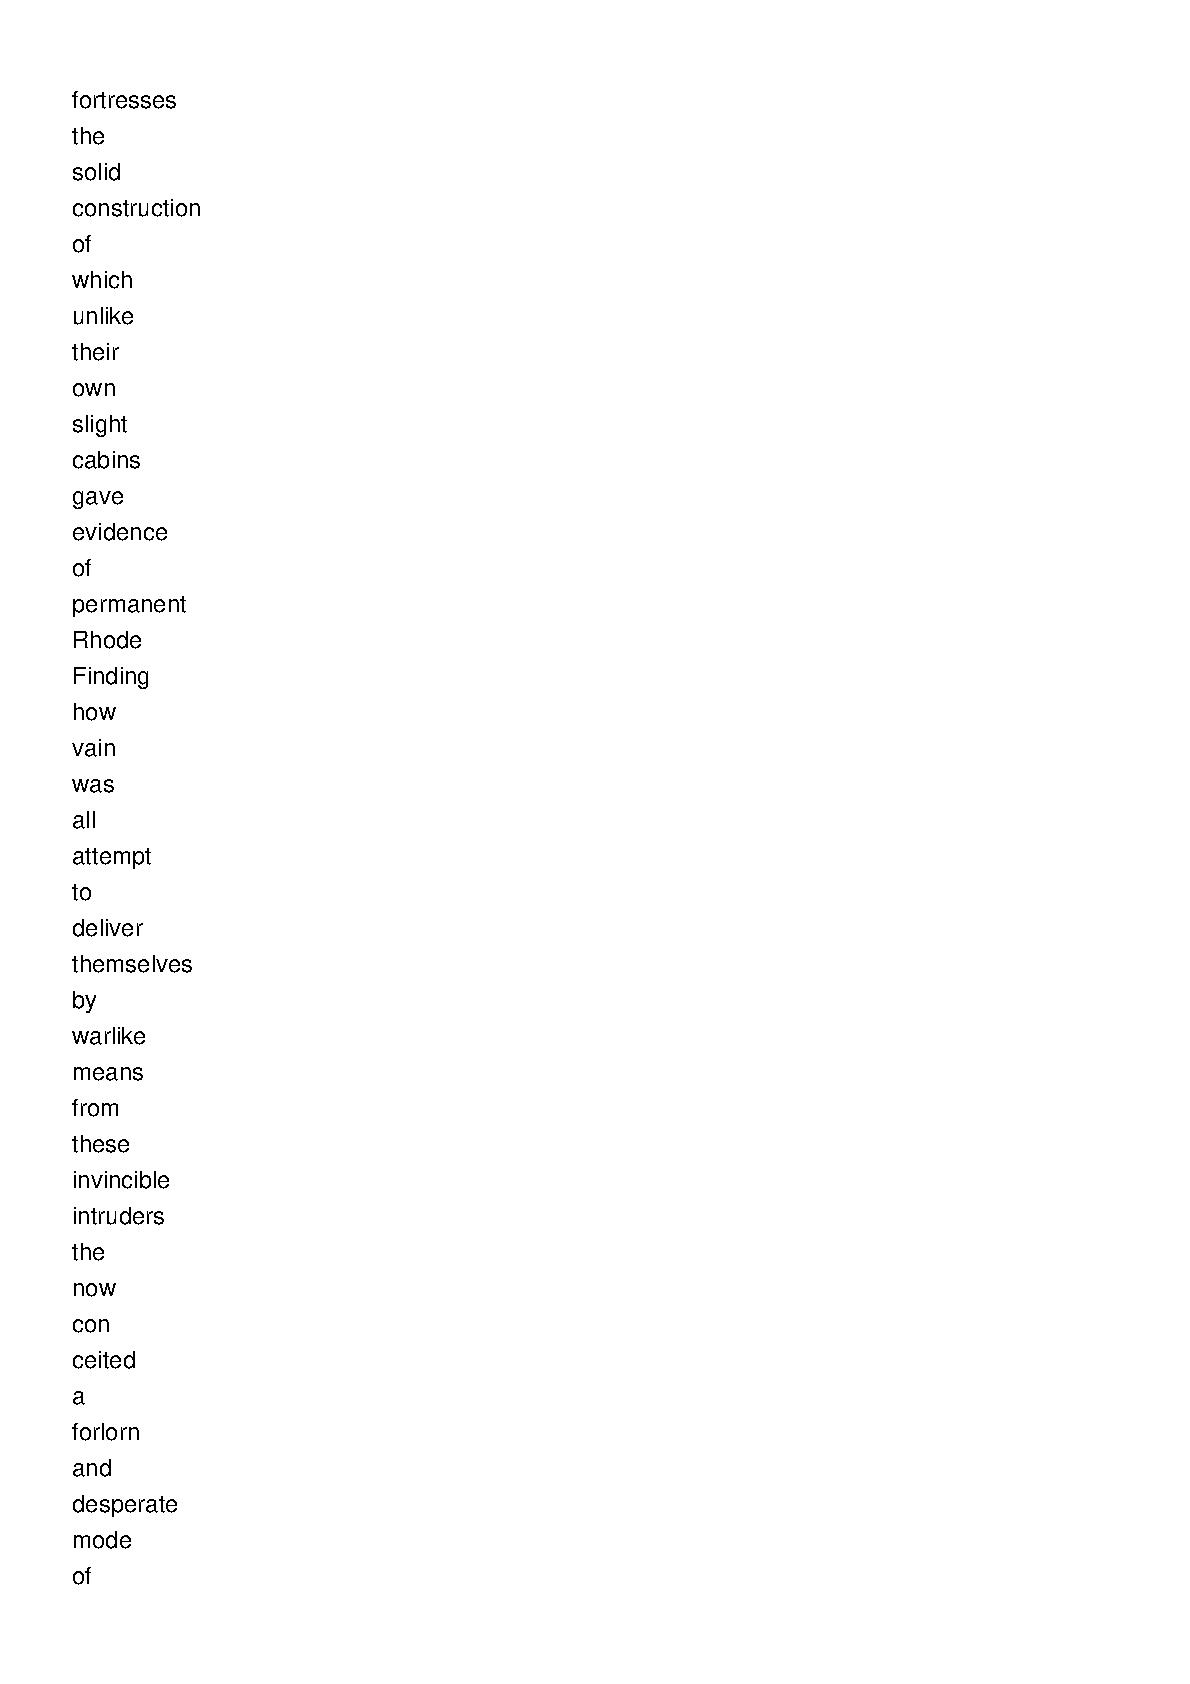 fortresses
the
solid
construction
of
which
unlike
their
own
slight
cabins
gave
evidence
of
permanent
Rhode
Finding
how
vain
was
all
attempt
to
deliver
themselves
by
warlike
means
from
these
invincible
intruders
the
now
con
ceited
a
forlorn
and
desperate
mode
of